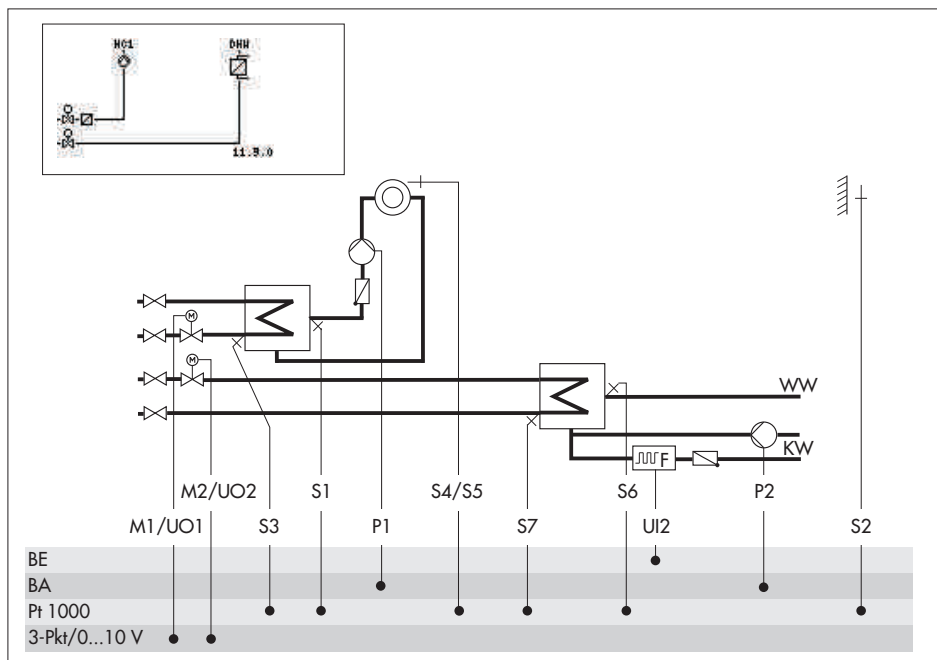 HC1 DHW
11.9.0
M
M
WW
F
KW
M2/UO2 S1 S4/S5 S6 P2
M1/UO1 S3 P1 S7 UI2 S2
BE
BA
Pt 1000
3-Pkt/0...10 V